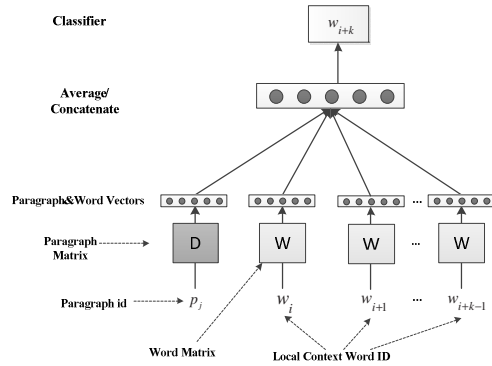 Classifier
w_{i+k}
Average/
Concatenate
Paragraph&Word Vectors
...
Paragraph
Matrix
D
W
W
...
W
Paragraph id
p_j
w_i
w_{i+1}
...
w_{i+k-1}
Word Matrix
Local Context Word ID